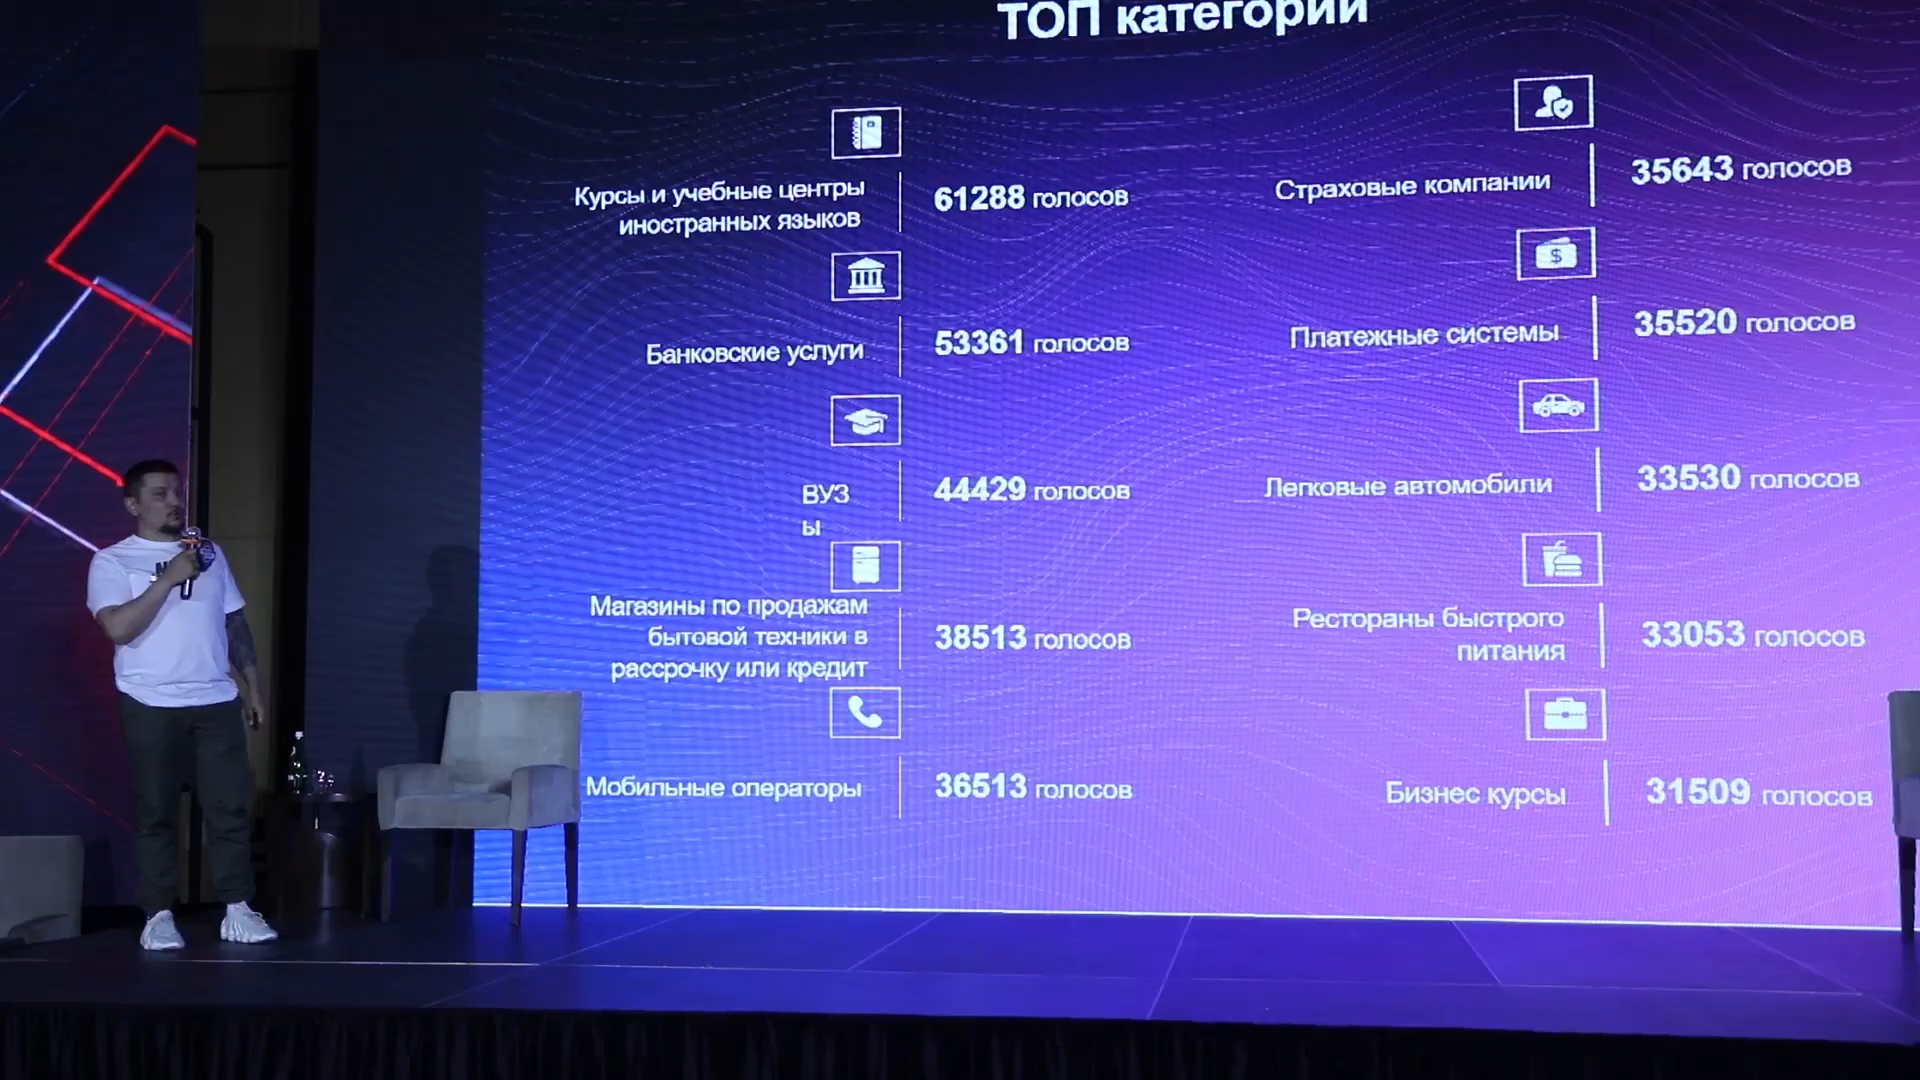 ТОП категорий
Курсы и учебные центры
иностранных языков
61288 голосов
Банковские услуги
53361 голосов
ВУЗ
ы
44429 голосов
Магазины по продажам
бытовой техники в
рассрочку или кредит
38513 голосов
Мобильные операторы
36513 голосов
Страховые компании
35643 голосов
Платежные системы
35520 голосов
Легковые автомобили
33530 голосов
Рестораны быстрого
питания
33053 голосов
Бизнес курсы
31509 голосов